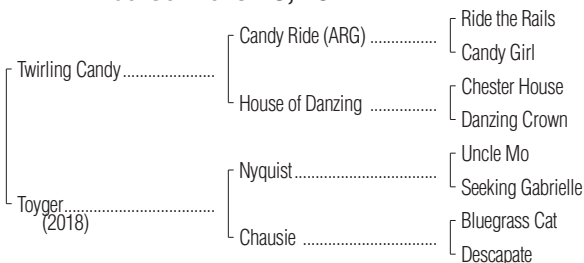 Ride the Rails
Candy Ride (ARG) ................
Candy Girl
Twirling Candy......................
Chester House
House of Danzing ................
Danzing Crown
Uncle Mo
Nyquist..................................
Seeking Gabrielle
Toyger....................................
(2018)
Bluegrass Cat
Chausie ................................
Descapate